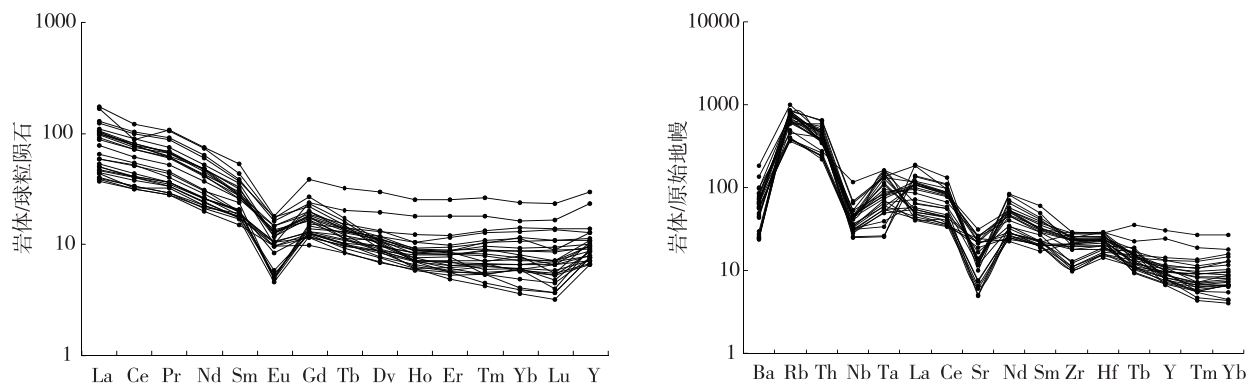 1000
100
10
1
岩体/球粒陨石
La Ce Pr Nd Sm Eu Gd Tb Dy Ho Er Tm Yb Lu Y
10000
1000
100
10
1
岩体/原始地幔
Ba Rb Th Nb Ta La Ce Sr Nd Sm Zr Hf Tb Y Tm Yb